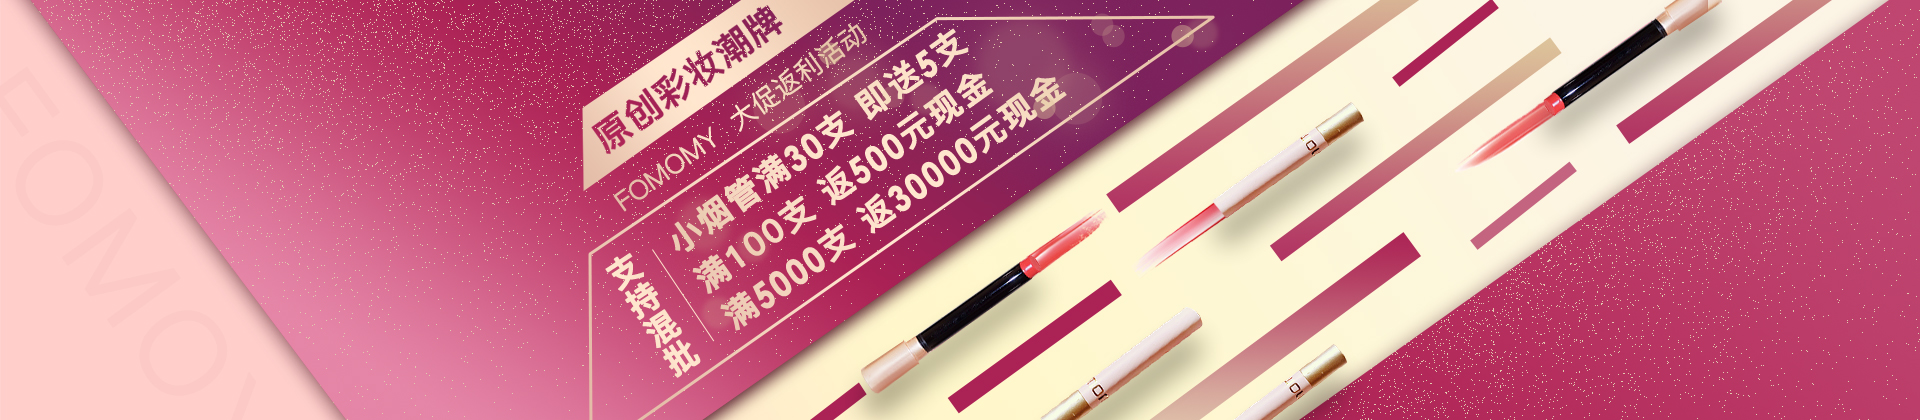 原创彩妆潮牌
FOMOMY 大促返利活动
支持混批
小烟管满30支 即送5支
满100支 返500元现金
满5000支 返30000元现金
FOMOMY